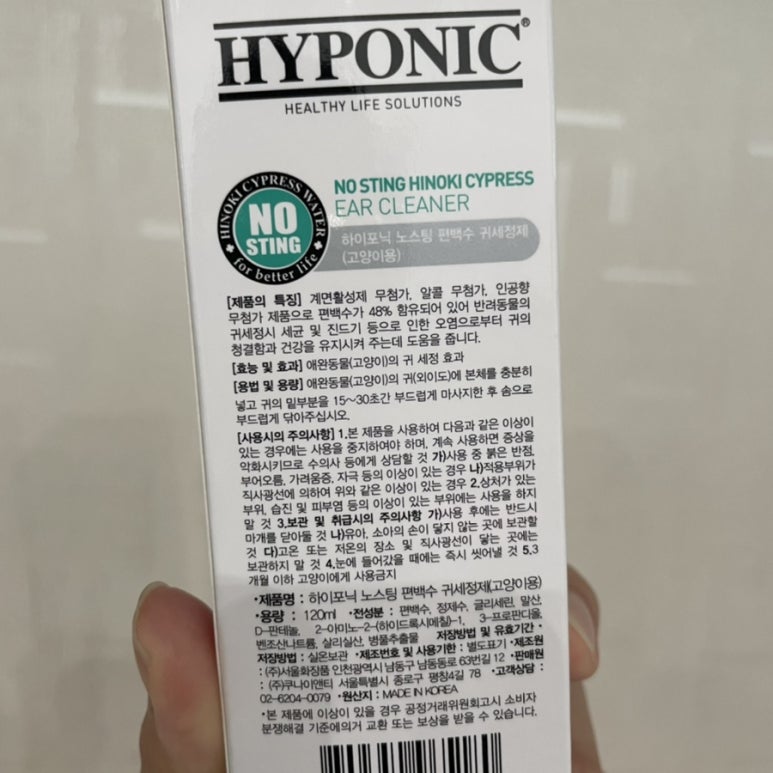 HYPONIC®
HEALTHY LIFE SOLUTIONS
HINOKI CYPRESS WATER
NO
STING
for better life
NO STING HINOKI CYPRESS
EAR CLEANER
하이포닉 노스팅 편백수 귀세정제
(고양이용)
[제품의 특징] 계면활성제 무첨가, 알콜 무첨가, 인공향
무첨가 제품으로 편백수가 48% 함유되어 있어 반려동물의
귀세정시 세균 및 진드기 등으로 인한 오염으로부터 귀의
청결함과 건강을 유지시켜 주는데 도움을 줍니다.
[효능 및 효과] 애완동물(고양이)의 귀 세정 효과
[용법 및 용량] 애완동물(고양이)의 귀(외이도)에 본체를 충분히
넣고 귀의 밑부분을 15~30초간 부드럽게 마사지한 후 솜으로
부드럽게 닦아주십시오.
[사용시의 주의사항] 1.본 제품을 사용하여 다음과 같은 이상이
있는 경우에는 사용을 중지하여야 하며, 계속 사용하면 증상을
악화시키므로 수의사 등에게 상담할 것 가)사용 중 붉은 반점,
부어오름, 가려움증, 자극 등의 이상이 있는 경우 나)적용부위가
직사광선에 의하여 위와 같은 이상이 있는 경우 2.상처가 있는
부위, 습진 및 피부염 등의 이상이 있는 부위에는 사용을 하지
말 것 3.보관 및 취급시의 주의사항 가)사용 후에는 반드시
마개를 닫아둘 것 나)유아, 소아의 손이 닿지 않는 곳에 보관할
것 다)고온 또는 저온의 장소 및 직사광선이 닿는 곳에는
보관하지 말 것 4.눈에 들어갔을 때에는 즉시 씻어낼 것 5.3
개월 이하 고양이에게 사용금지
•제품명 : 하이포닉 노스팅 편백수 귀세정제(고양이용)
•용량 : 120ml •전성분 : 편백수, 정제수, 글리세린, 말산,
D-판테놀, 2-아미노-2-(하이드록시메칠)-1, 3-프로판디올,
벤조산나트륨, 살리실산, 병풀추출물 저장방법 및 유효기간 •
저장방법 : 실온보관 •제조번호 및 사용기한 : 별도표기 •제조원
: (주)서울화장품 인천광역시 남동구 남동동로 63번길 12 •판매원
: (주)쿠나이앤티 서울특별시 종로구 평창4길 78 •고객상담 :
02-6204-0079 •원산지 : MADE IN KOREA
•본 제품에 이상이 있을 경우 공정거래위원회고시 소비자
분쟁해결 기준에의거 교환 또는 보상을 받을 수 있습니다.